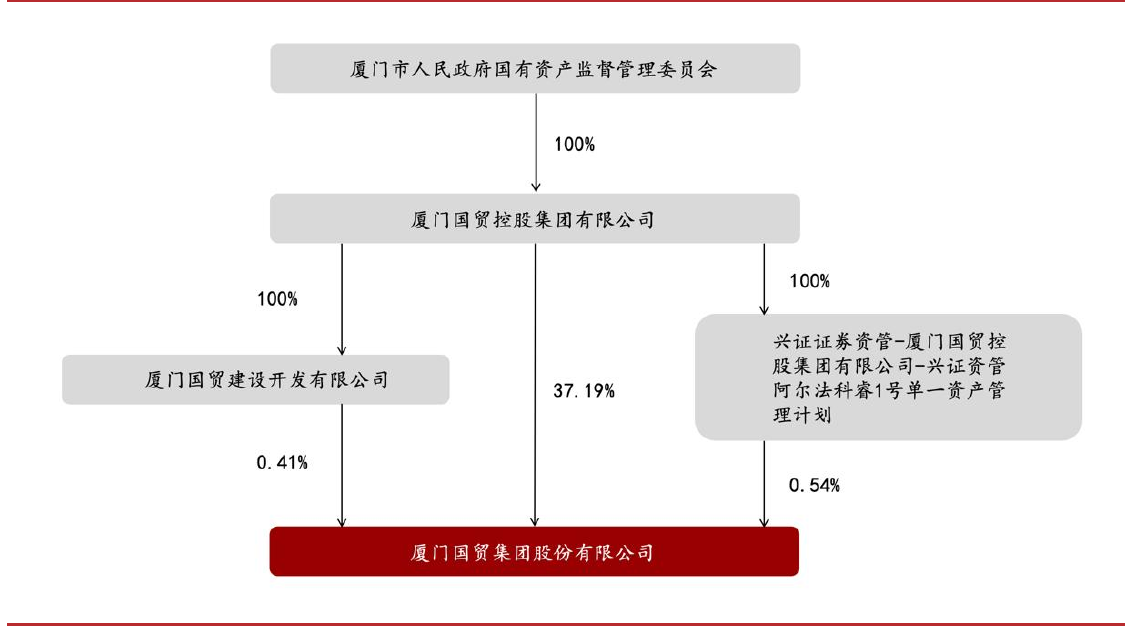 厦门市人民政府国有资产监督管理委员会
100%
厦门国贸控股集团有限公司
100%
100%
兴证证券资管-厦门国贸控
股集团有限公司-兴证资管
阿尔法科睿1号单一资产管
理计划
厦门国贸建设开发有限公司
37.19%
0.41%
0.54%
厦门国贸集团股份有限公司